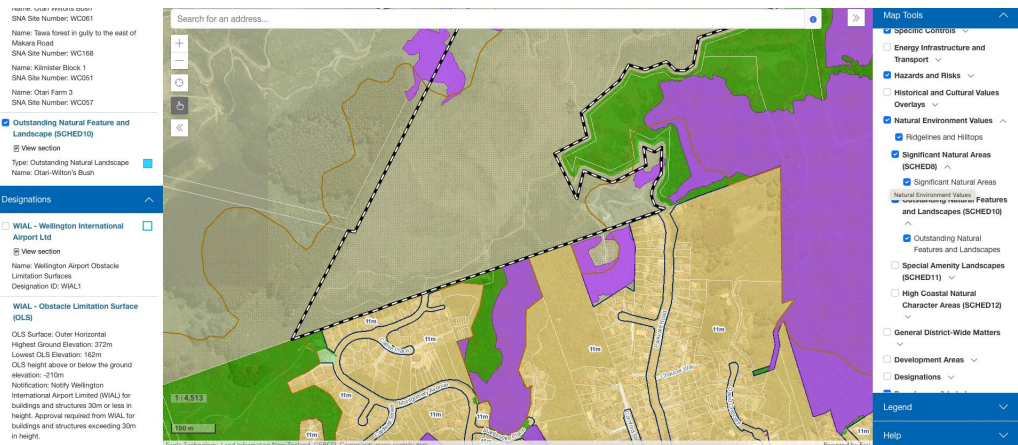 Name: Otari Wiltons Bush
SNA Site Number: WC061
Name: Tawa forest in gully to the east of
Makara Road
SNA Site Number: WC168
Name: Kilmister Block 1
SNA Site Number: WC051
Name: Otari Farm 3
SNA Site Number: WC057
Outstanding Natural Feature and
Landscape (SCHED10)
View section
Type: Outstanding Natural Landscape
Name: Otari-Wilton's Bush
Designations
WIAL - Wellington International
Airport Ltd
View section
Name: Wellington Airport Obstacle
Limitation Surfaces
Designation ID: WIAL1
WIAL - Obstacle Limitation Surface
(OLS)
OLS Surface: Outer Horizontal
Highest Ground Elevation: 372m
Lowest OLS Elevation: 162m
OLS height above or below the ground
elevation: -210m
Notification: Notify Wellington
International Airport Limited (WIAL) for
buildings and structures 30m or less in
height. Approval required from WIAL for
buildings and structures exceeding 30m
in height.
Search for an address...
11m
11m
11m
11m
11m
11m
11m
11m
11m
Montgomery Avenue
Chaucer Way
1:4,513
100 m
Map Tools
Specific Controls
Energy Infrastructure and
Transport
Hazards and Risks
Historical and Cultural Values
Overlays
Natural Environment Values
Ridgelines and Hilltops
Significant Natural Areas
(SCHED8)
Significant Natural Areas
Natural Environment Values
Outstanding Natural Features
and Landscapes (SCHED10)
Outstanding Natural
Features and Landscapes
Special Amenity Landscapes
(SCHED11)
High Coastal Natural
Character Areas (SCHED12)
General District-Wide Matters
Development Areas
Designations
Legend
Help